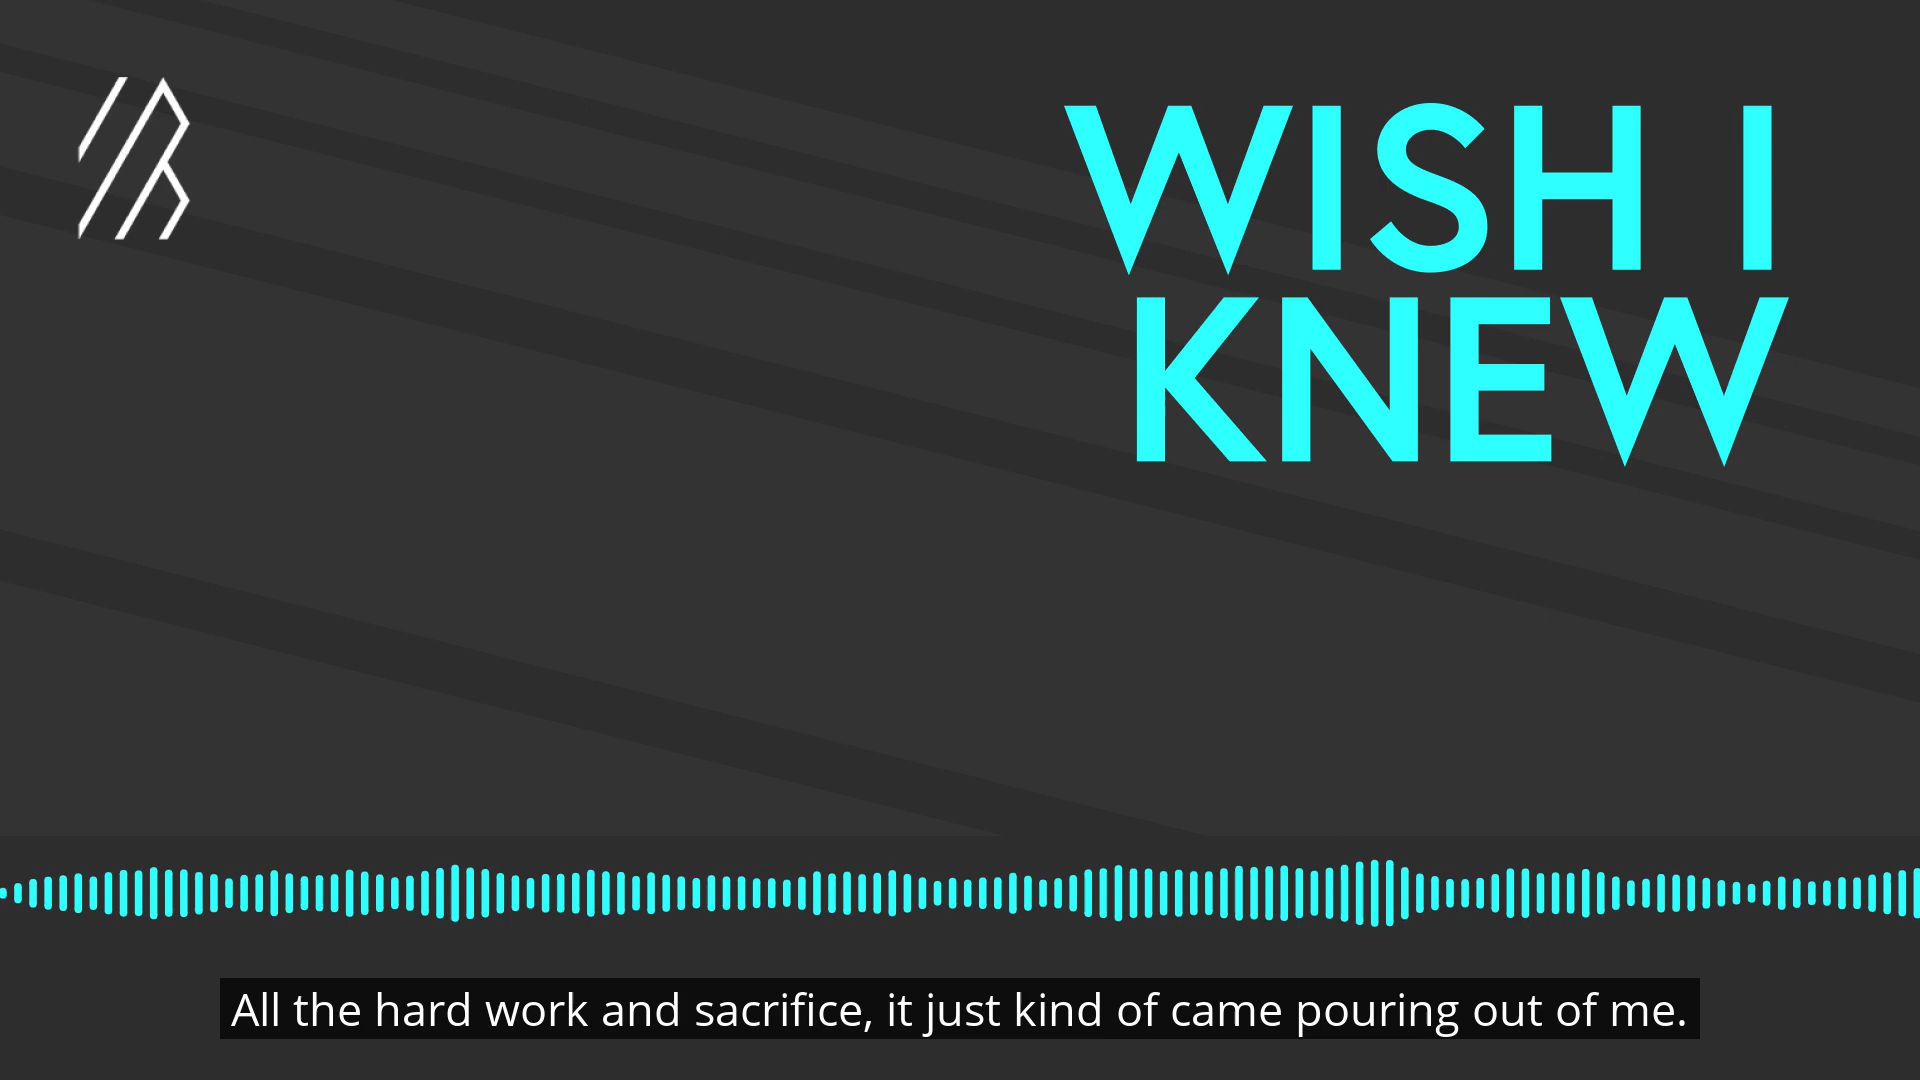 WISH I
KNEW
All the hard work and sacrifice, it just kind of came pouring out of me.